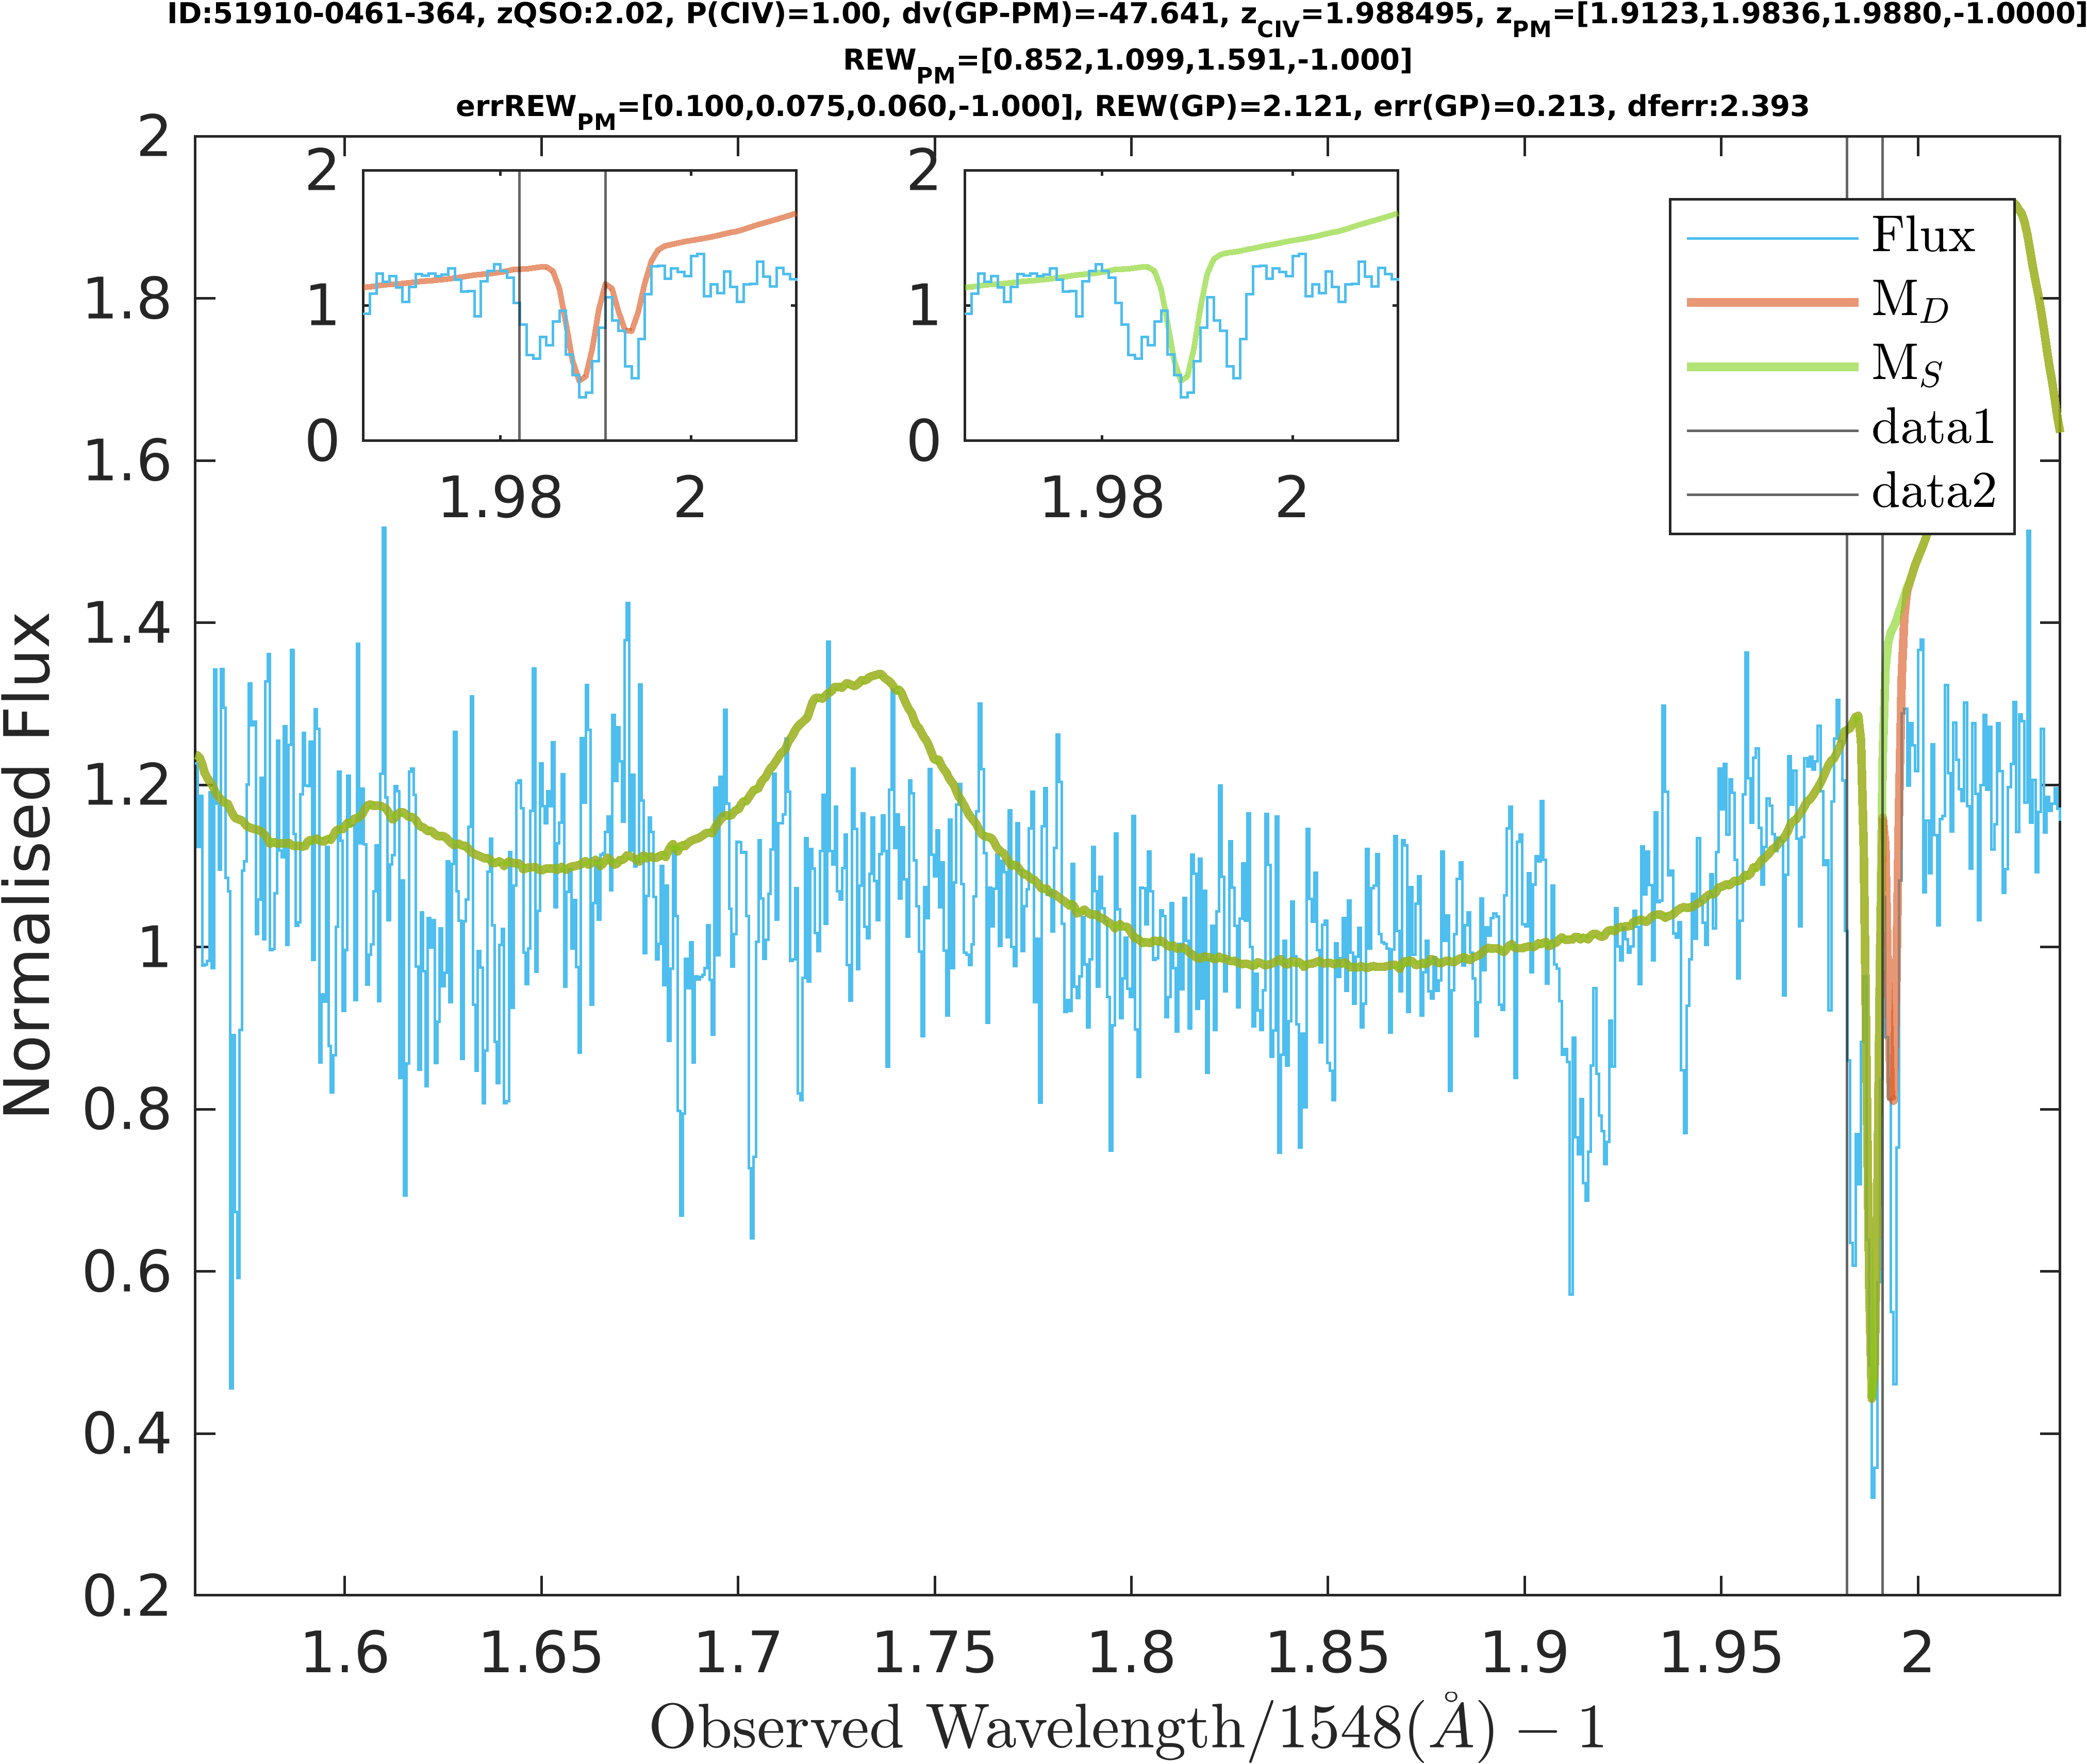 ID:51910-0461-364, zQSO:2.02, P(CIV)=1.00, dv(GP-PM)=-47.641, zCIV=1.988495, zPM=[1.9123,1.9836,1.9880,-1.0000]
REWPM=[0.852,1.099,1.591,-1.000]
errREWPM=[0.100,0.075,0.060,-1.000], REW(GP)=2.121, err(GP)=0.213, dferr:2.393
2
1.8
1.6
1.4
1.2
1
0.8
0.6
0.4
0.2
Normalised Flux
2
1
0
1.98 2
2
1
0
1.98 2
Flux
MD
MS
data1
data2
1.6 1.65 1.7 1.75 1.8 1.85 1.9 1.95 2
Observed Wavelength/1548(Å) − 1